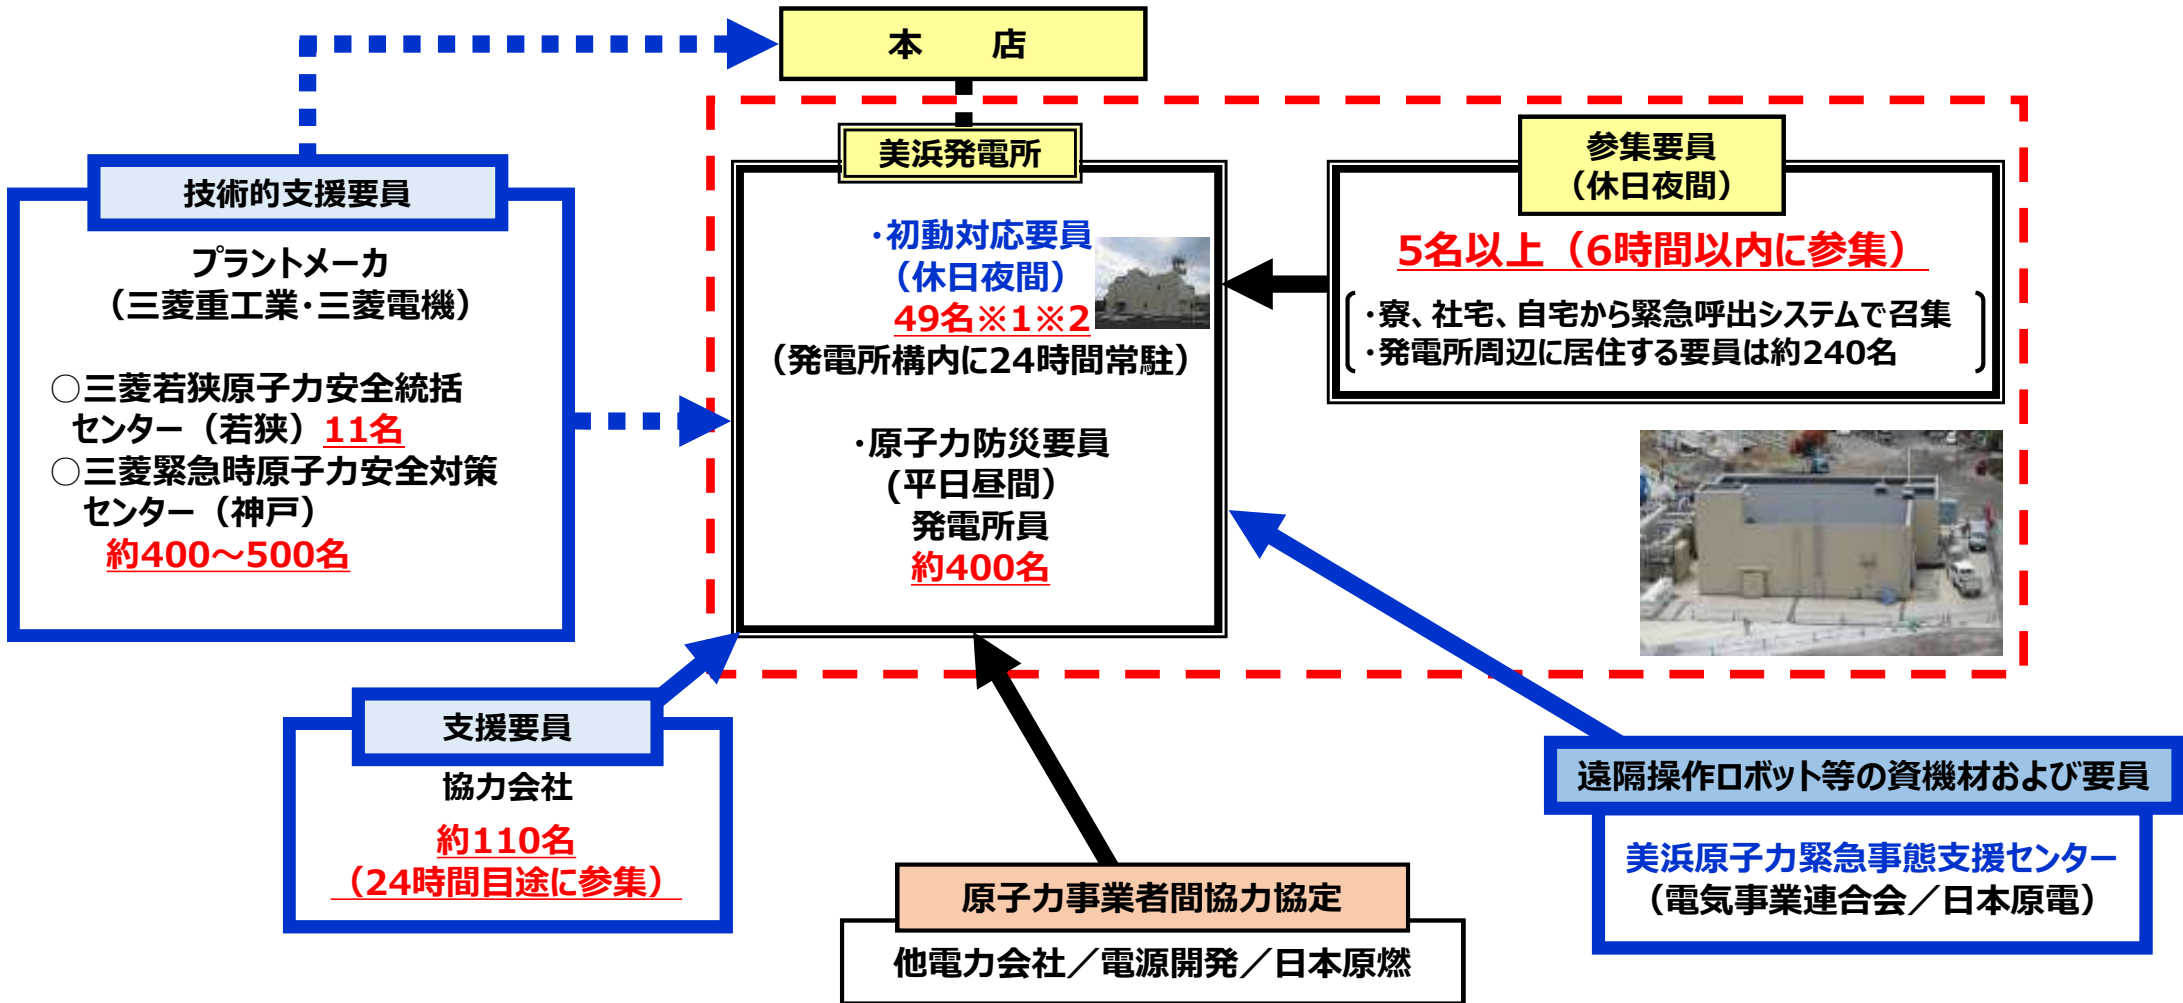 本　店
美浜発電所
・初動対応要員
（休日夜間）
49名※1※2
（発電所構内に24時間常駐）
・原子力防災要員
(平日昼間）
発電所員
約400名
参集要員
（休日夜間）
5名以上（6時間以内に参集）
・寮、社宅、自宅から緊急呼出システムで召集
・発電所周辺に居住する要員は約240名
技術的支援要員
プラントメーカ
（三菱重工業・三菱電機）
○三菱若狭原子力安全統括
センター（若狭）11名
○三菱緊急時原子力安全対策
センター（神戸）
約400～500名
支援要員
協力会社
約110名
（24時間目途に参集）
原子力事業者間協力協定
他電力会社／電源開発／日本原燃
遠隔操作ロボット等の資機材および要員
美浜原子力緊急事態支援センター
（電気事業連合会／日本原電）